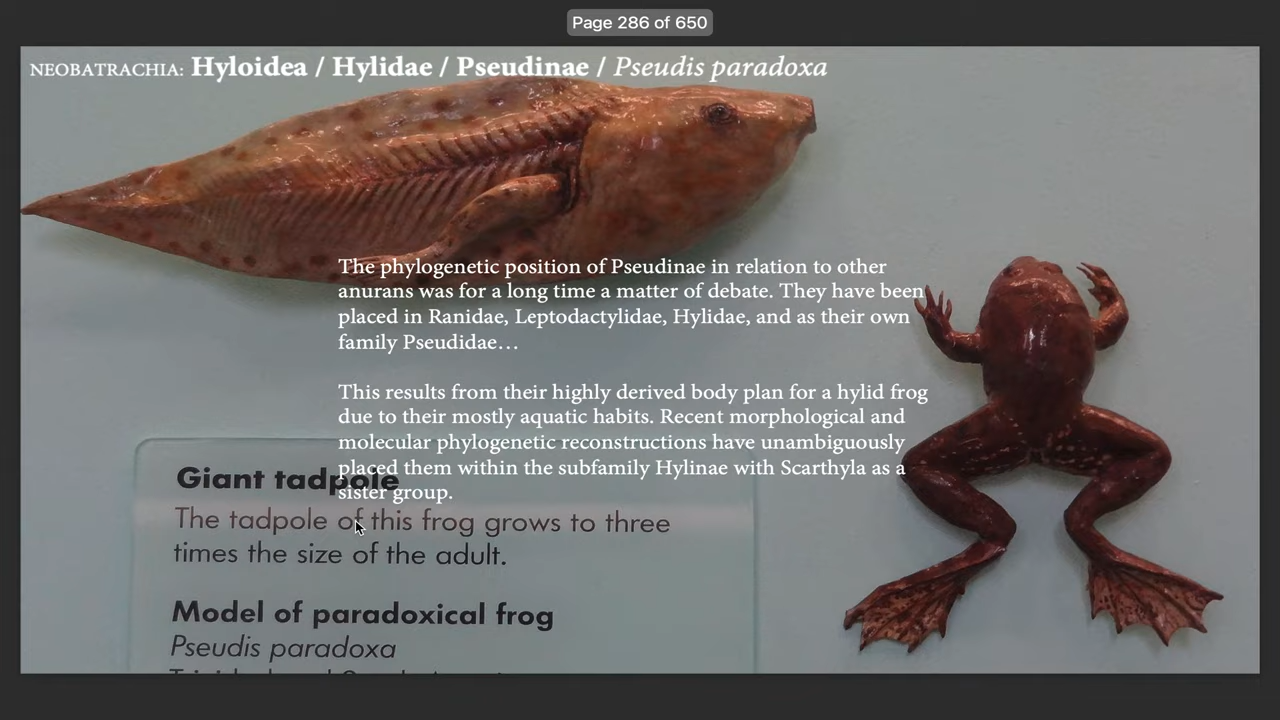 Page 286 of 650
NEOBATRACHIA: Hyloidea / Hylidae / Pseudinae / Pseudis paradoxa
The phylogenetic position of Pseudinae in relation to other
anurans was for a long time a matter of debate. They have been
placed in Ranidae, Leptodactylidae, Hylidae, and as their own
family Pseudidae…
This results from their highly derived body plan for a hylid frog
due to their mostly aquatic habits. Recent morphological and
molecular phylogenetic reconstructions have unambiguously
placed them within the subfamily Hylinae with Scarthyla as a
sister group.
Giant tadpole
The tadpole of this frog grows to three
times the size of the adult.
Model of paradoxical frog
Pseudis paradoxa